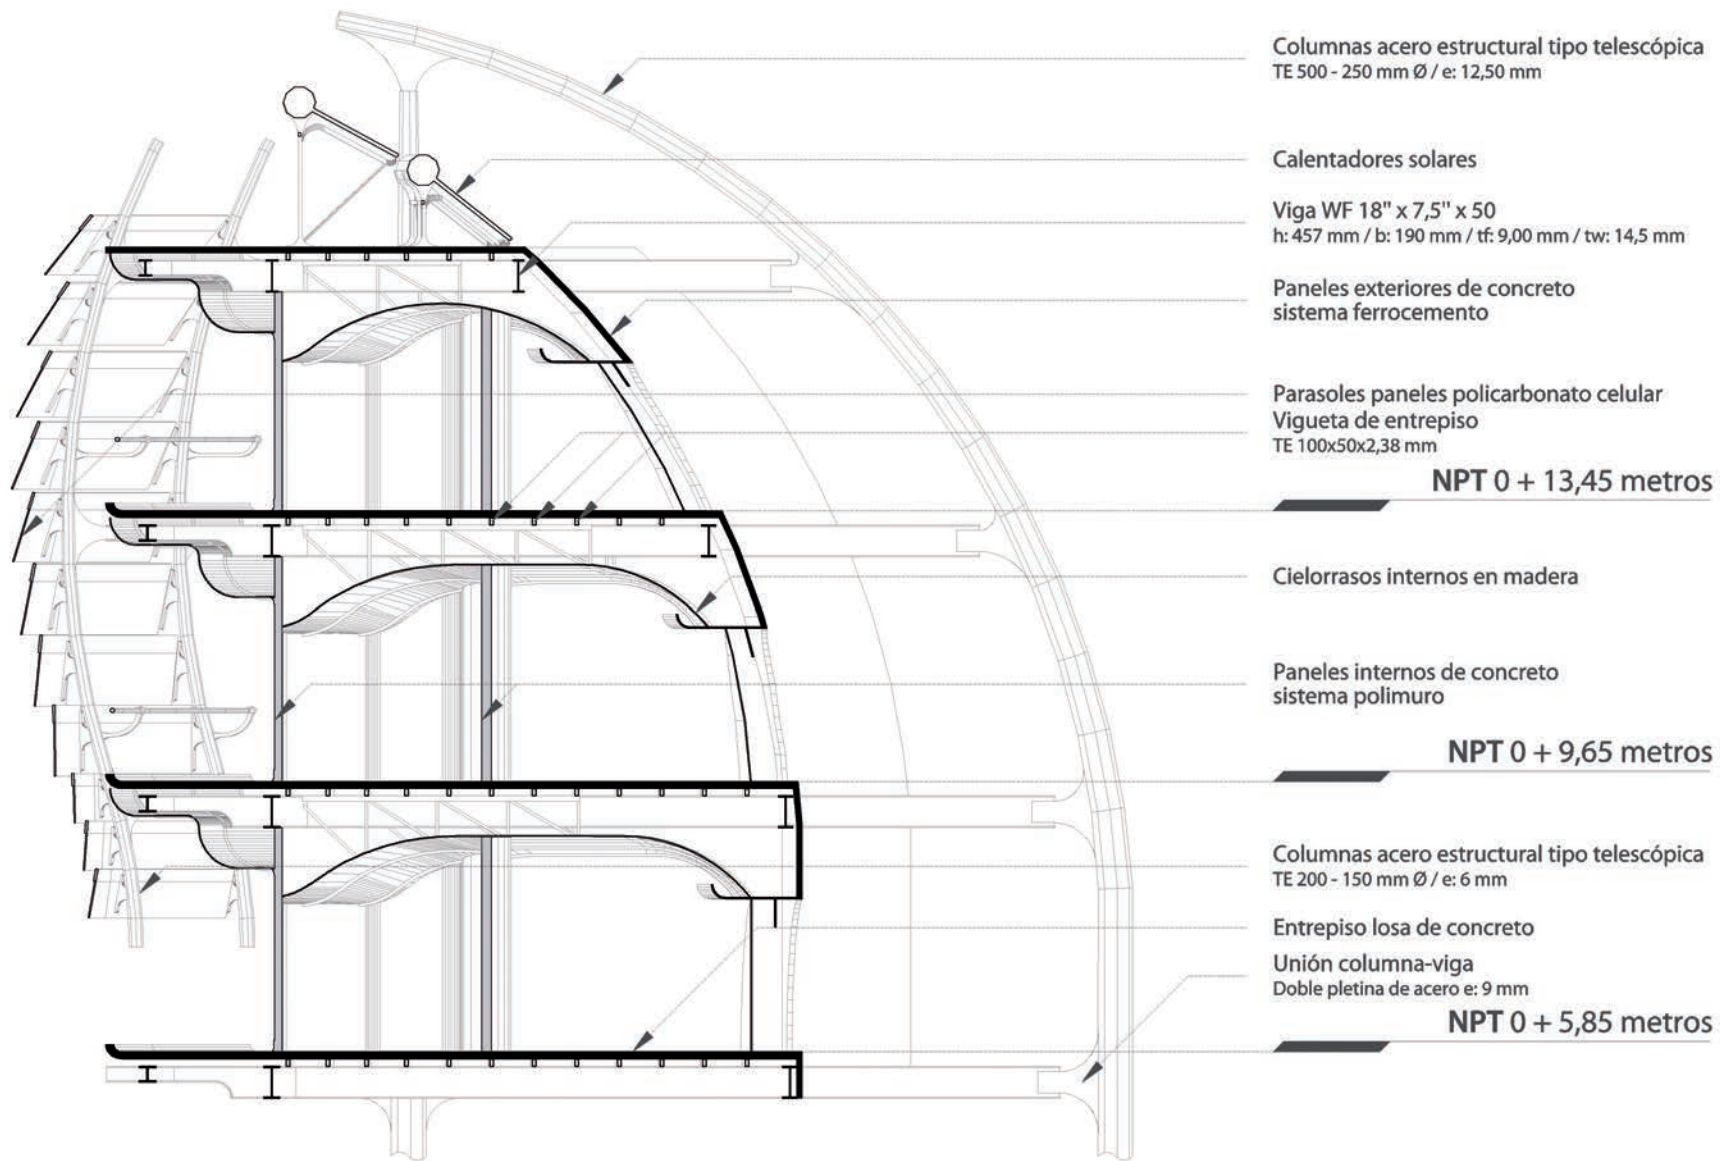 Columnas acero estructural tipo telescópica
TE 500 - 250 mm Ø / e: 12,50 mm
Calentadores solares
Viga WF 18" x 7,5" x 50
h: 457 mm / b: 190 mm / tf: 9,00 mm / tw: 14,5 mm
Paneles exteriores de concreto
sistema ferrocemento
Parasoles paneles policarbonato celular
Vigueta de entrepiso
TE 100x50x2,38 mm
NPT 0 + 13,45 metros
Cielorrasos internos en madera
Paneles internos de concreto
sistema polimuro
NPT 0 + 9,65 metros
Columnas acero estructural tipo telescópica
TE 200 - 150 mm Ø / e: 6 mm
Entrepiso losa de concreto
Unión columna-viga
Doble pletina de acero e: 9 mm
NPT 0 + 5,85 metros